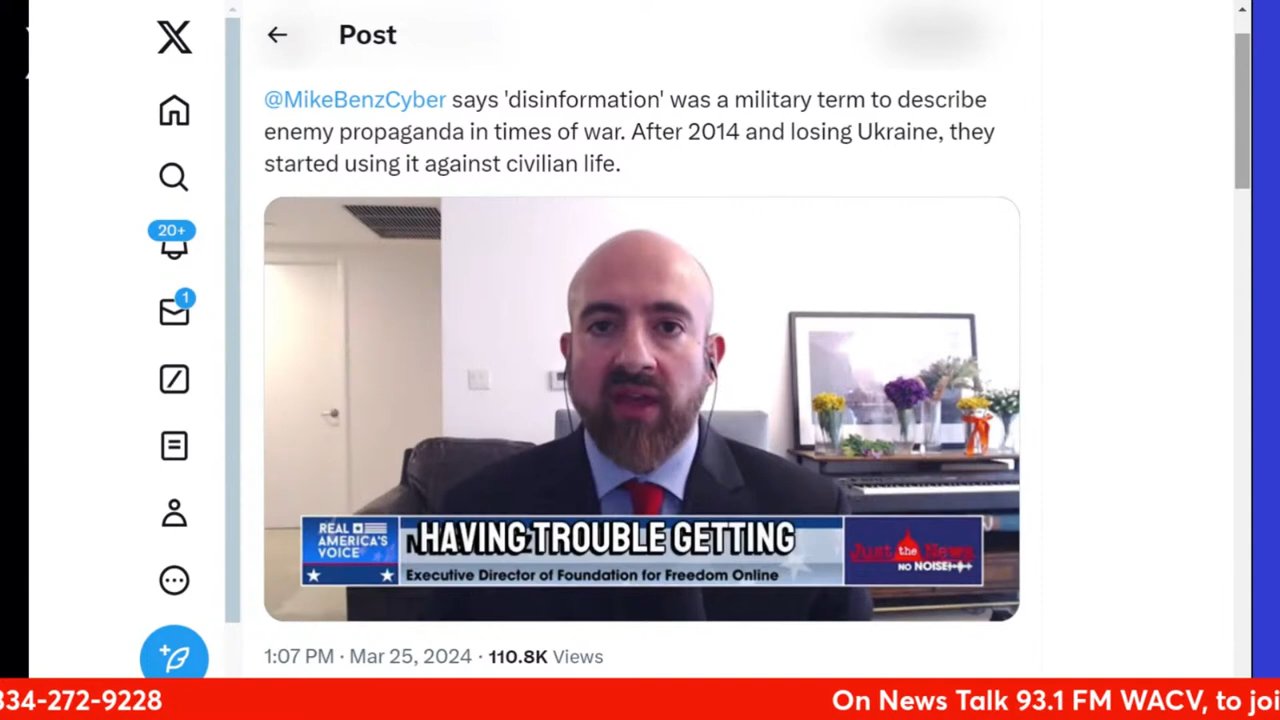 Post
@MikeBenzCyber says 'disinformation' was a military term to describe
enemy propaganda in times of war. After 2014 and losing Ukraine, they
started using it against civilian life.
20+
1
REAL
AMERICA'S
VOICE
HAVING TROUBLE GETTING
Executive Director of Foundation for Freedom Online
Just the News
NO NOISE
1:07 PM · Mar 25, 2024 · 110.8K Views
334-272-9228
On News Talk 93.1 FM WACV, to joi